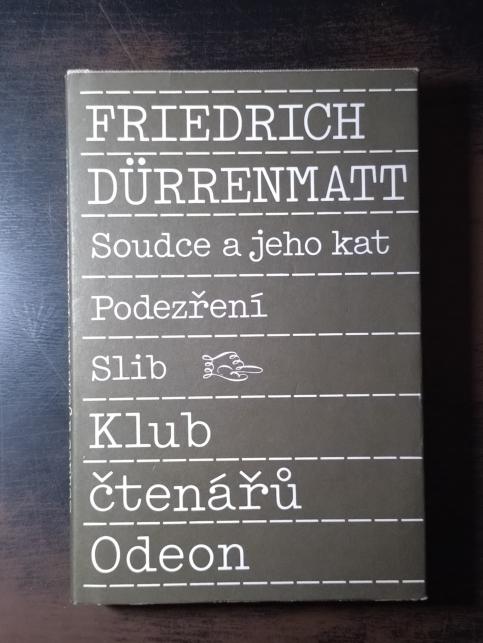 FRIEDRICH
DÜRRENMATT
Soudce a jeho kat
Podezření
Slib
Klub
čtenářů
Odeon